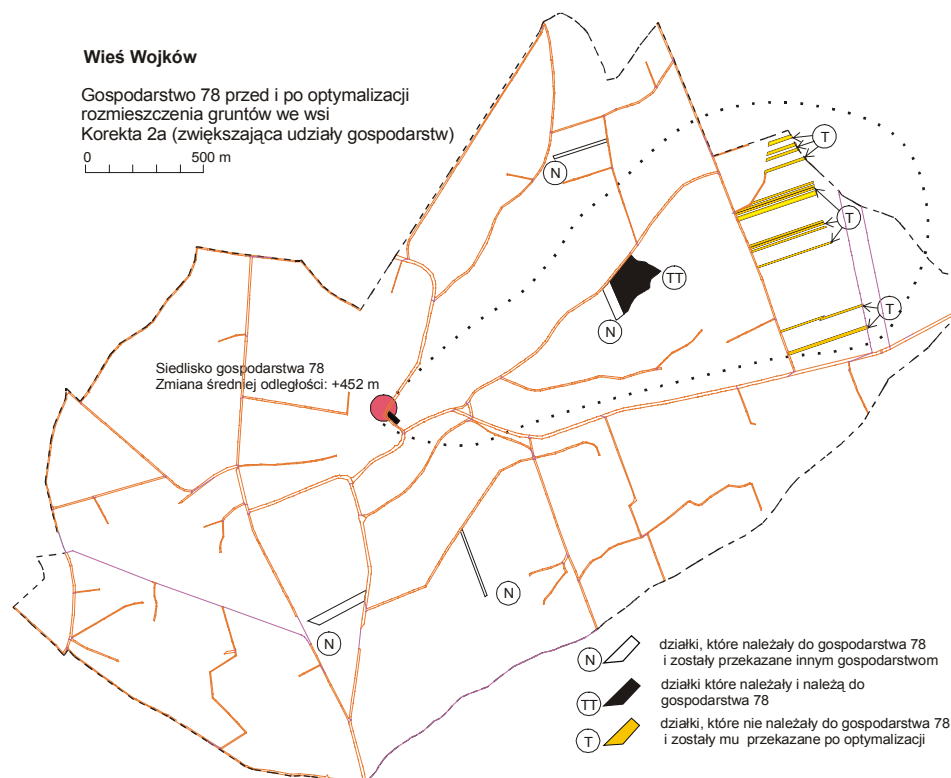 Wieś Wojków
Gospodarstwo 78 przed i po optymalizacji
rozmieszczenia gruntów we wsi
Korekta 2a (zwiększająca udziały gospodarstw)
0 500 m
T
N
T
TT
N
T
Siedlisko gospodarstwa 78
Zmiana średniej odległości: +452 m
N
N
N działki, które należały do gospodarstwa 78
i zostały przekazane innym gospodarstwom
TT działki które należały i należą do
gospodarstwa 78
T działki, które nie należały do gospodarstwa 78
i zostały mu przekazane po optymalizacji